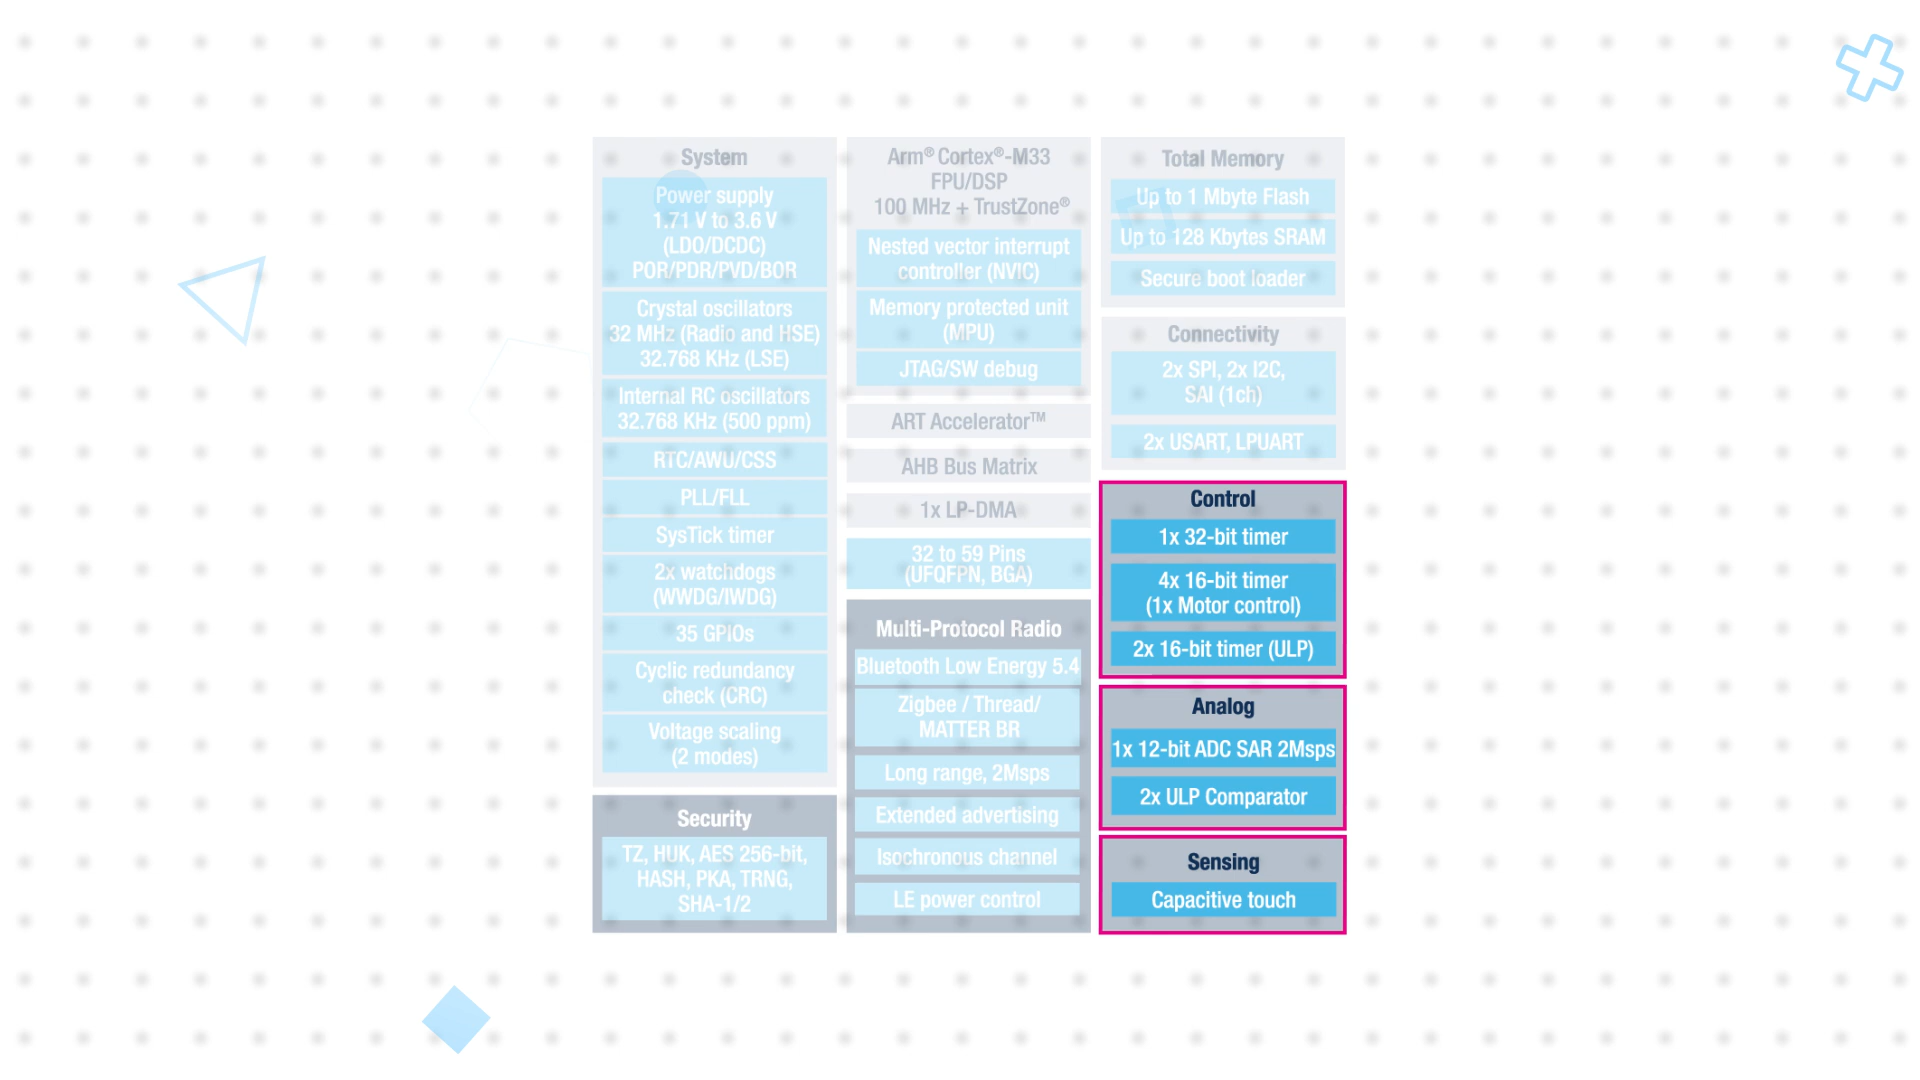 System
Power supply
1.71 V to 3.6 V
(LDO/DCDC)
POR/PDR/PVD/BOR
Crystal oscillators
32 MHz (Radio and HSE)
32.768 KHz (LSE)
Internal RC oscillators
32.768 KHz (500 ppm)
RTC/AWU/CSS
PLL/FLL
SysTick timer
2x watchdogs
(WWDG/IWDG)
35 GPIOs
Cyclic redundancy
check (CRC)
Voltage scaling
(2 modes)
Security
TZ, HUK, AES 256-bit,
HASH, PKA, TRNG,
SHA-1/2
Arm® Cortex®-M33
FPU/DSP
100 MHz + TrustZone®
Nested vector interrupt
controller (NVIC)
Memory protected unit
(MPU)
JTAG/SW debug
ART Accelerator™
AHB Bus Matrix
1x LP-DMA
32 to 59 Pins
(UFQFPN, BGA)
Multi-Protocol Radio
Bluetooth Low Energy 5.4
Zigbee / Thread/
MATTER BR
Long range, 2Msps
Extended advertising
Isochronous channel
LE power control
Total Memory
Up to 1 Mbyte Flash
Up to 128 Kbytes SRAM
Secure boot loader
Connectivity
2x SPI, 2x I2C,
SAI (1ch)
2x USART, LPUART
Control
1x 32-bit timer
4x 16-bit timer
(1x Motor control)
2x 16-bit timer (ULP)
Analog
1x 12-bit ADC SAR 2Msps
2x ULP Comparator
Sensing
Capacitive touch